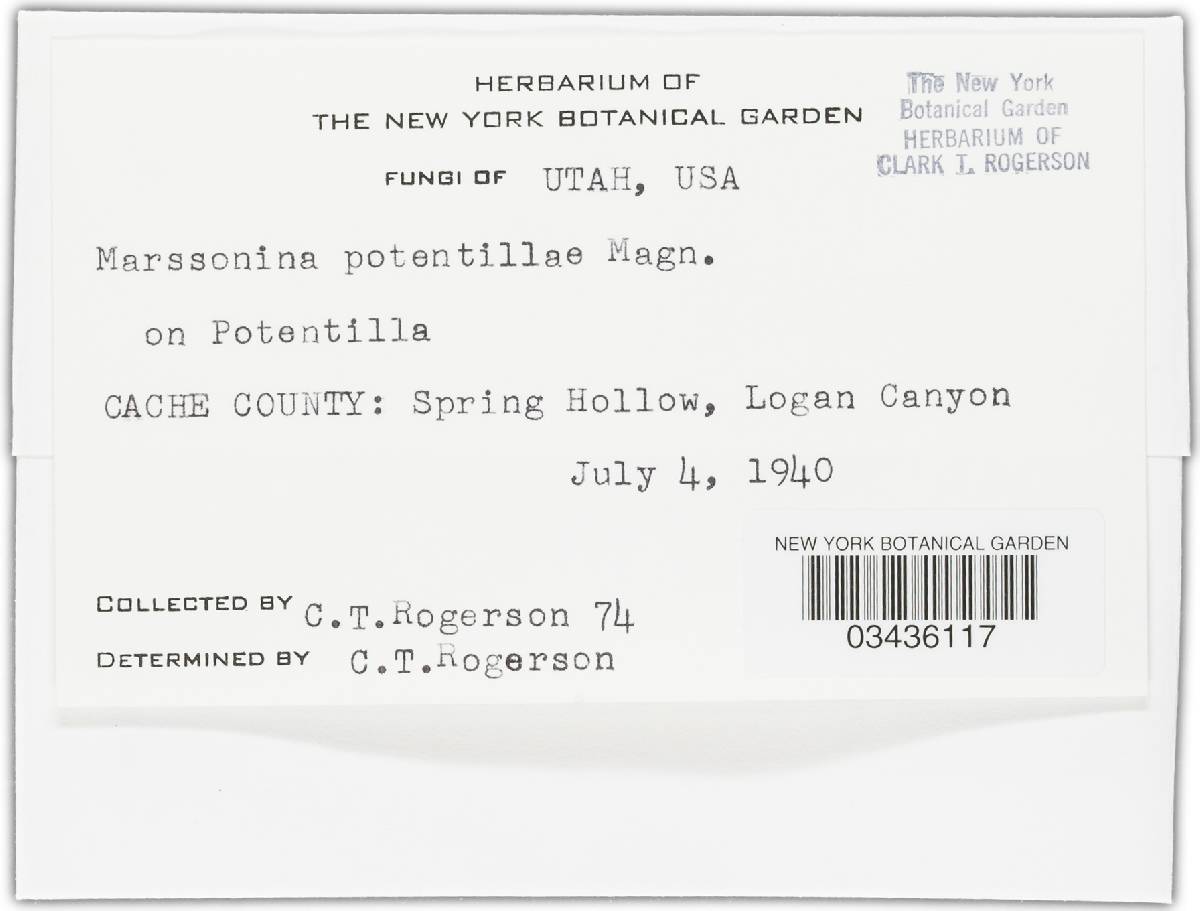 HERBARIUM OF
THE NEW YORK BOTANICAL GARDEN
FUNGI OF UTAH, USA
The New York
Botanical Garden
HERBARIUM OF
CLARK T. ROGERSON
Marssonina potentillae Magn.
on Potentilla
CACHE COUNTY: Spring Hollow, Logan Canyon
July 4, 1940
NEW YORK BOTANICAL GARDEN
03436117
COLLECTED BY C.T.Rogerson 74
DETERMINED BY C.T.Rogerson